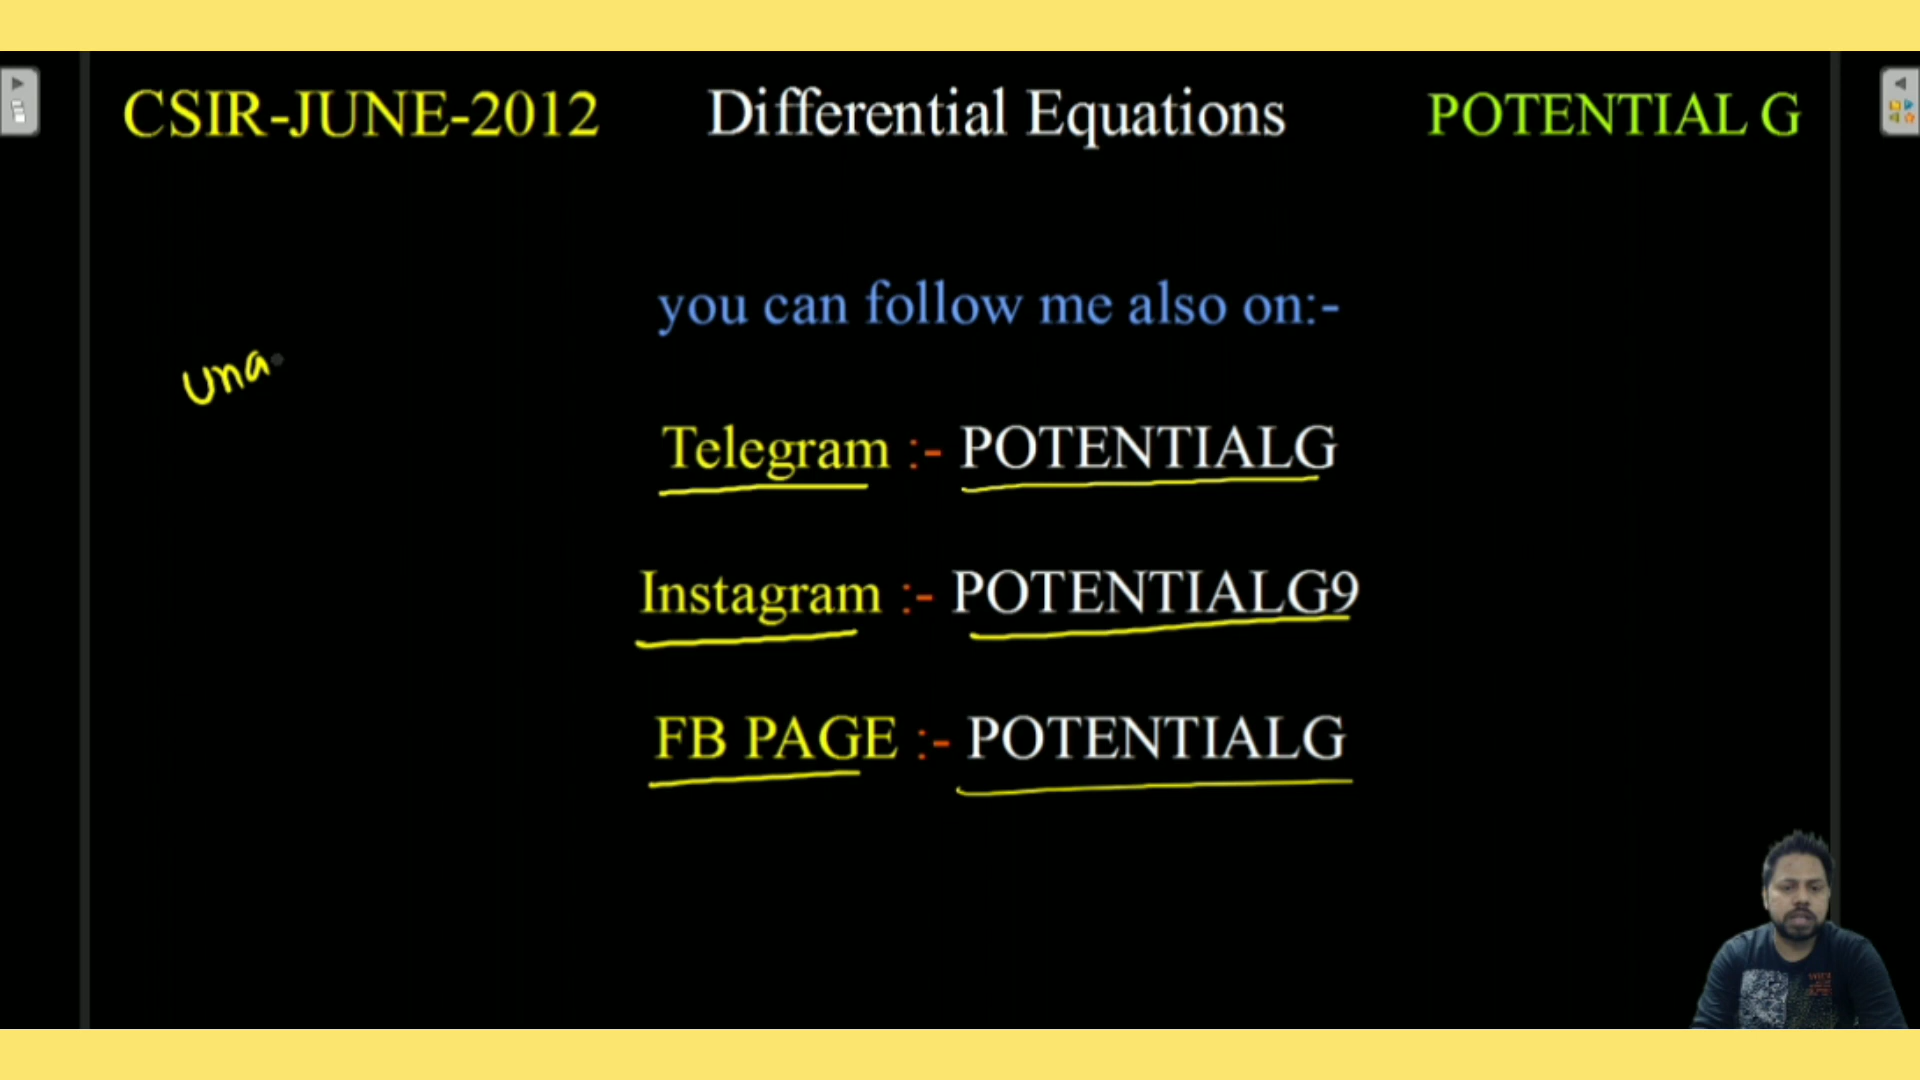 CSIR-JUNE-2012 Differential Equations POTENTIAL G
you can follow me also on:-
una
Telegram :- POTENTIALG
Instagram :- POTENTIALG9
FB PAGE :- POTENTIALG